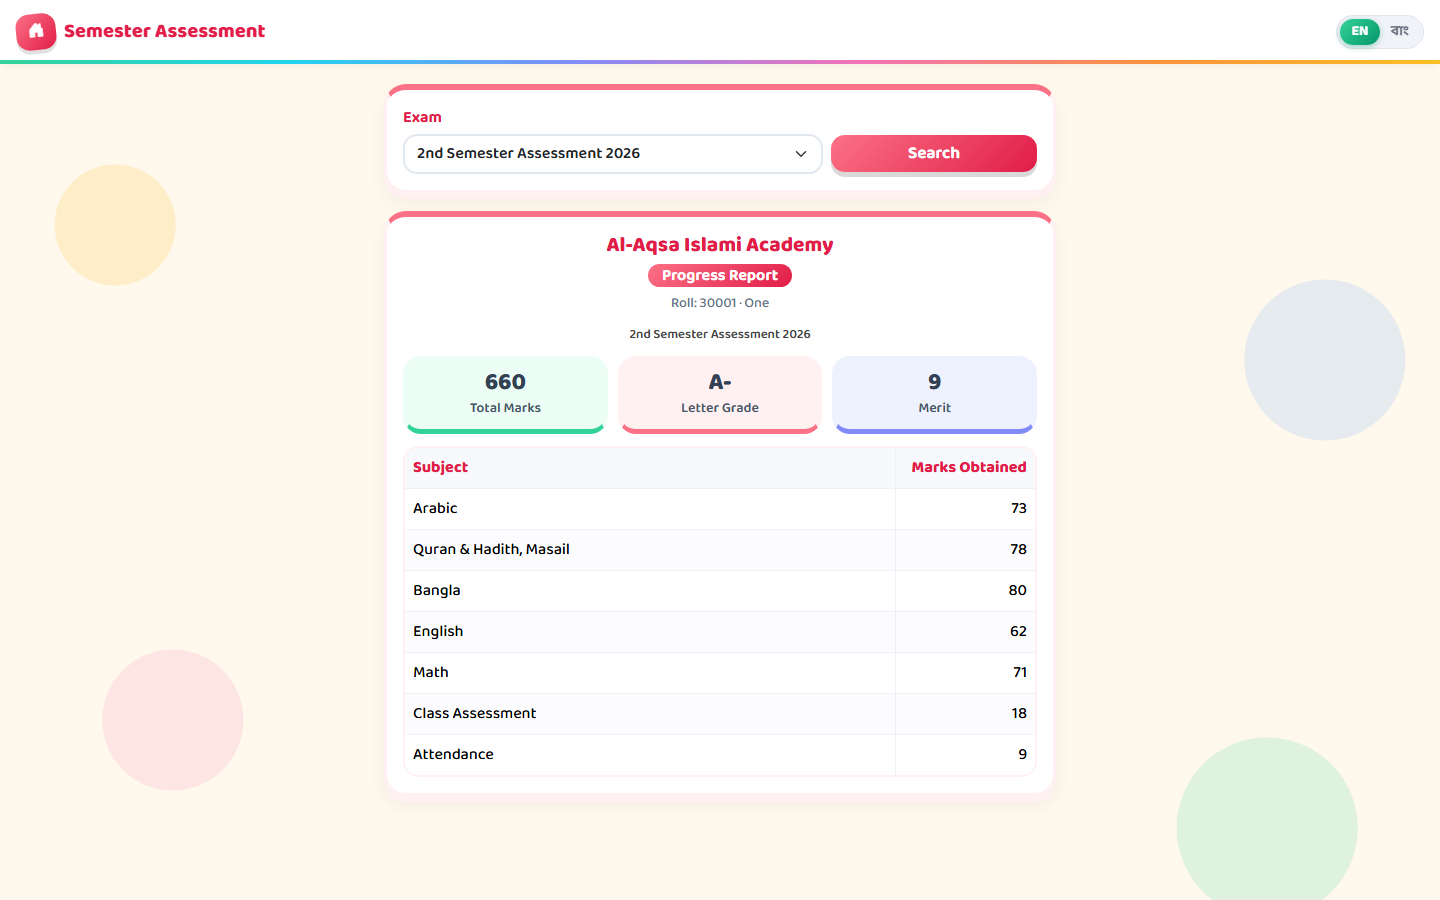 Semester Assessment
EN বাং
Exam
2nd Semester Assessment 2026
Search
Al-Aqsa Islami Academy
Progress Report
Roll: 30001 · One
2nd Semester Assessment 2026
660 A- 9
Total Marks Letter Grade Merit
Subject Marks Obtained
Arabic 73
Quran & Hadith, Masail 78
Bangla 80
English 62
Math 71
Class Assessment 18
Attendance 9